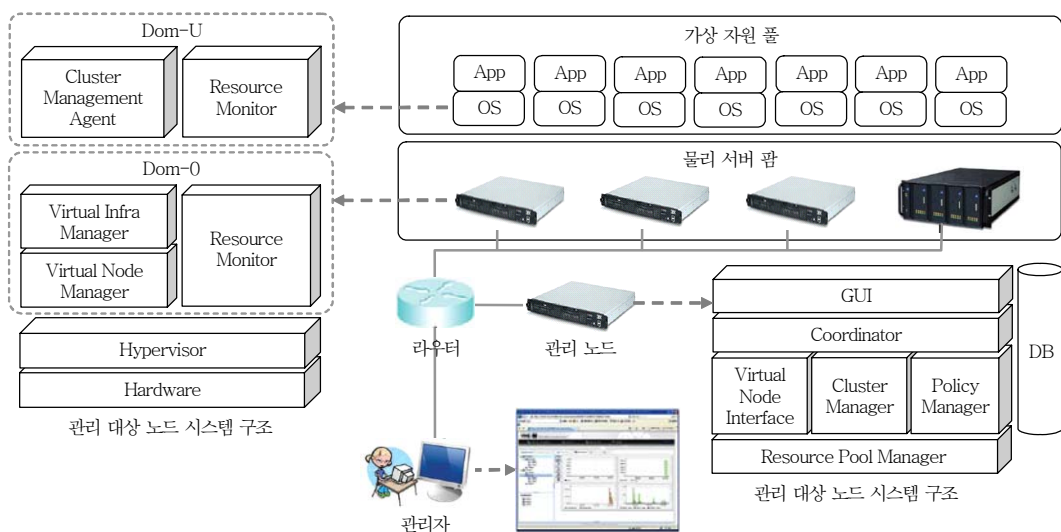 Dom-U
Cluster
Management
Agent
Resource
Monitor
Dom-0
Virtual Infra
Manager
Virtual Node
Manager
Resource
Monitor
Hypervisor
Hardware
관리 대상 노드 시스템 구조
가상 자원 풀
App App App App App App App
OS OS OS OS OS OS OS
물리 서버 팜
라우터
관리 노드
관리자
GUI
Coordinator
Virtual
Node
Interface
Cluster
Manager
Policy
Manager
Resource Pool Manager
DB
관리 대상 노드 시스템 구조